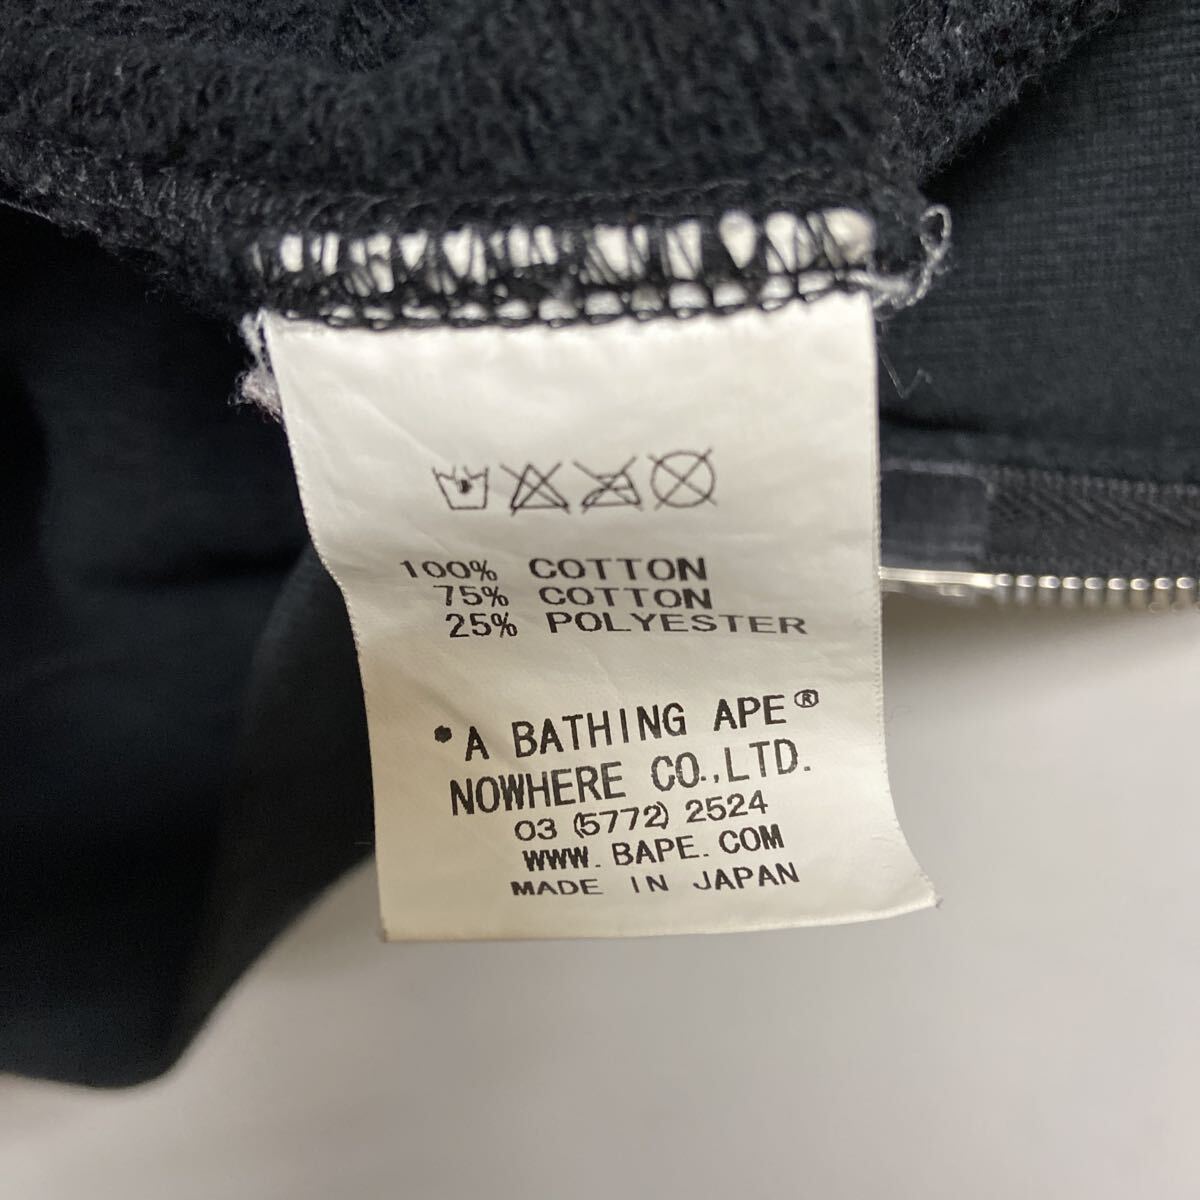 100% COTTON
75% COTTON
25% POLYESTER
•A BATHING APE®
NOWHERE CO.,LTD.
03 (5772) 2524
WWW. BAPE. COM
MADE IN JAPAN